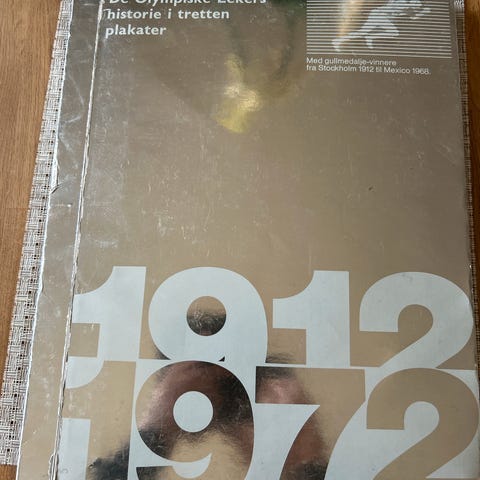 De Olympiske Lekers
historie i tretten
plakater
Med gullmedalje-vinnere
fra Stockholm 1912 til Mexico 1968.
1912
1972